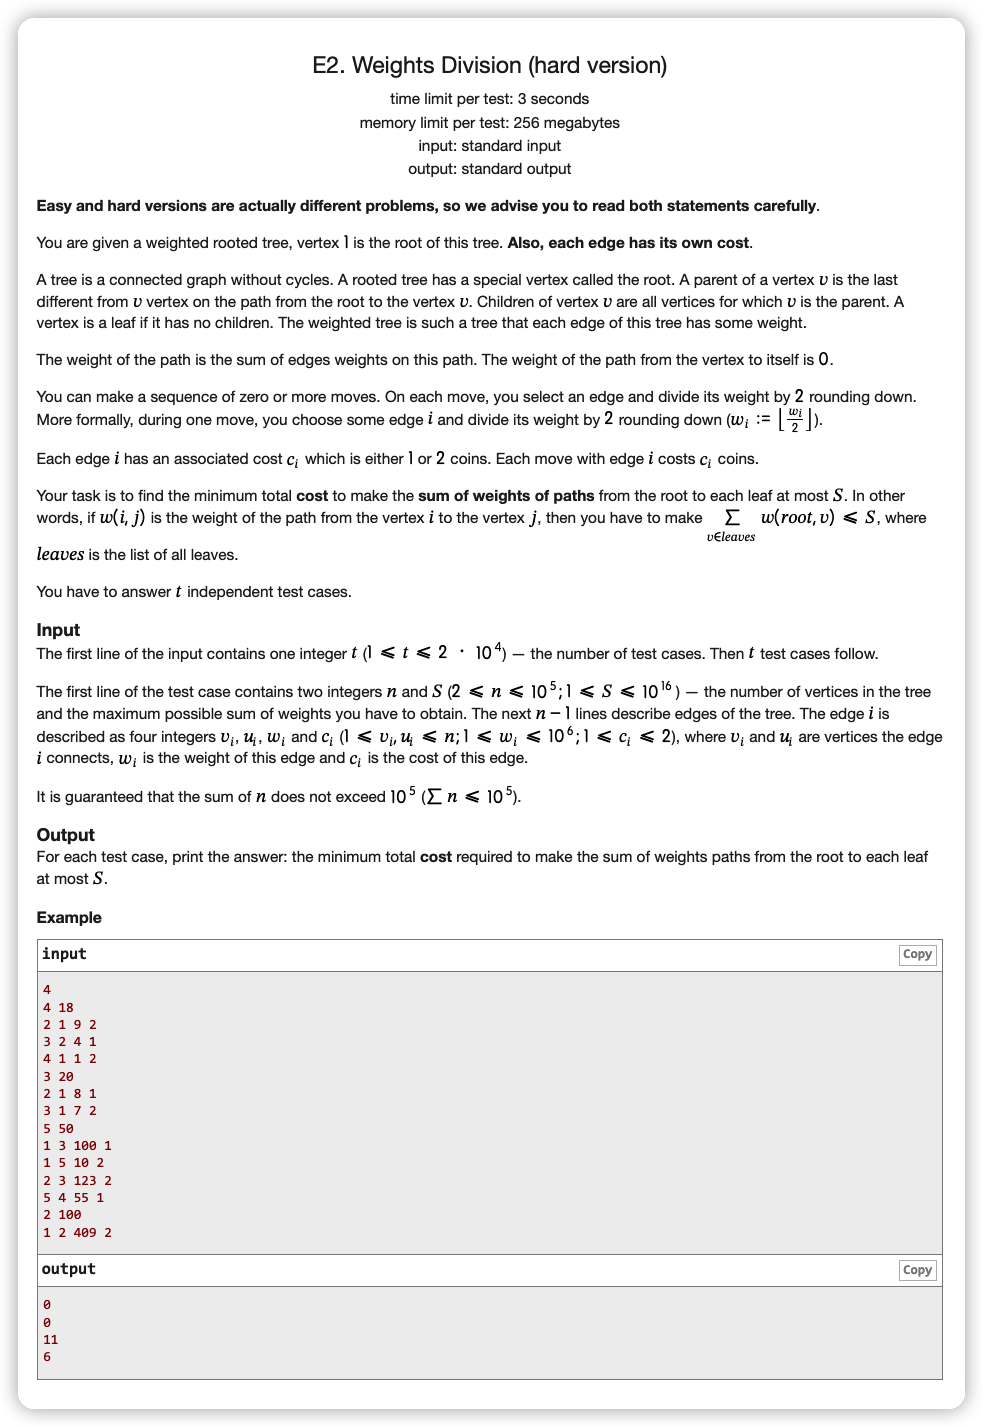 E2. Weights Division (hard version)
time limit per test: 3 seconds
memory limit per test: 256 megabytes
input: standard input
output: standard output
Easy and hard versions are actually different problems, so we advise you to read both statements carefully.
You are given a weighted rooted tree, vertex 1 is the root of this tree. Also, each edge has its own cost.
A tree is a connected graph without cycles. A rooted tree has a special vertex called the root. A parent of a vertex v is the last
different from v vertex on the path from the root to the vertex v. Children of vertex v are all vertices for which v is the parent. A
vertex is a leaf if it has no children. The weighted tree is such a tree that each edge of this tree has some weight.
The weight of the path is the sum of edges weights on this path. The weight of the path from the vertex to itself is 0.
You can make a sequence of zero or more moves. On each move, you select an edge and divide its weight by 2 rounding down.
More formally, during one move, you choose some edge i and divide its weight by 2 rounding down (w_i := ⌊w_i/2⌋).
Each edge i has an associated cost c_i which is either 1 or 2 coins. Each move with edge i costs c_i coins.
Your task is to find the minimum total cost to make the sum of weights of paths from the root to each leaf at most S. In other
words, if w(i, j) is the weight of the path from the vertex i to the vertex j, then you have to make ∑_{v∈leaves} w(root, v) ⩽ S, where
leaves is the list of all leaves.
You have to answer t independent test cases.
Input
The first line of the input contains one integer t (1 ⩽ t ⩽ 2 · 10^4) — the number of test cases. Then t test cases follow.
The first line of the test case contains two integers n and S (2 ⩽ n ⩽ 10^5; 1 ⩽ S ⩽ 10^16) — the number of vertices in the tree
and the maximum possible sum of weights you have to obtain. The next n − 1 lines describe edges of the tree. The edge i is
described as four integers v_i, u_i, w_i and c_i (1 ⩽ v_i, u_i ⩽ n; 1 ⩽ w_i ⩽ 10^6; 1 ⩽ c_i ⩽ 2), where v_i and u_i are vertices the edge
i connects, w_i is the weight of this edge and c_i is the cost of this edge.
It is guaranteed that the sum of n does not exceed 10^5 (∑ n ⩽ 10^5).
Output
For each test case, print the answer: the minimum total cost required to make the sum of weights paths from the root to each leaf
at most S.
Example
input Copy
4
4 18
2 1 9 2
3 2 4 1
4 1 1 2
3 20
2 1 8 1
3 1 7 2
5 50
1 3 100 1
1 5 10 2
2 3 123 2
5 4 55 1
2 100
1 2 409 2
output Copy
0
0
11
6